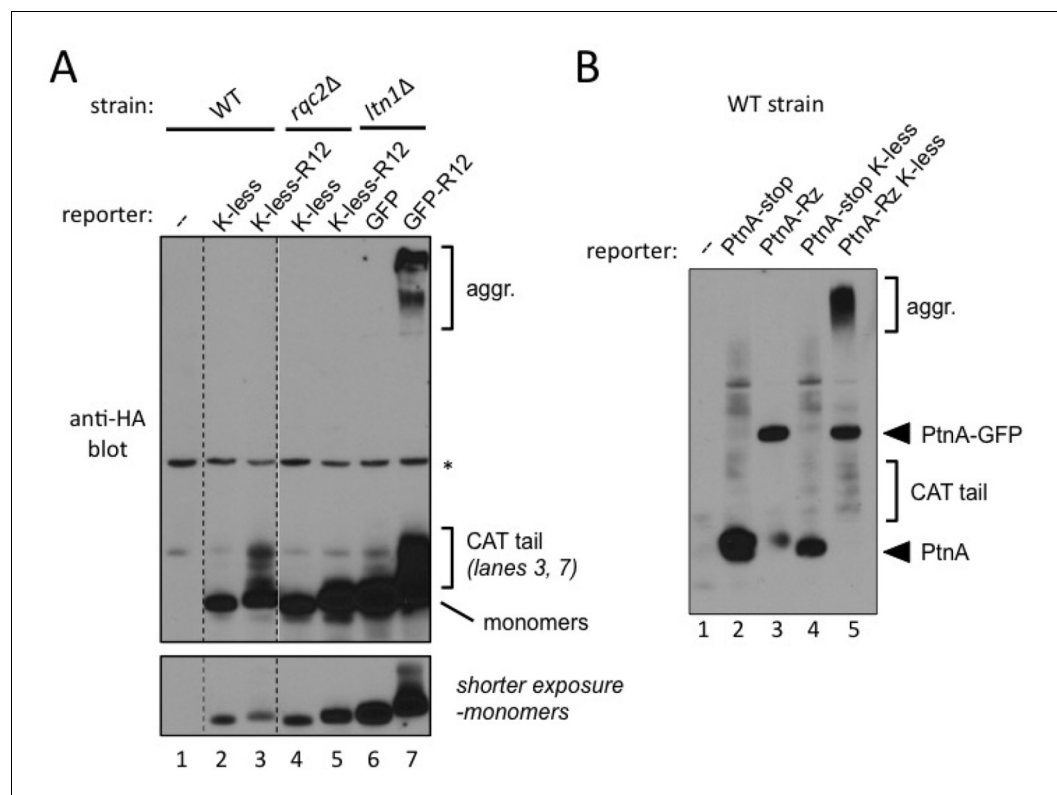 A
strain: WT rqc2Δ ltn1Δ
reporter: -- K-less K-less-R12 K-less K-less-R12 GFP GFP-R12
aggr.
anti-HA
blot
*
CAT tail
(lanes 3, 7)
monomers
shorter exposure
-monomers
1 2 3 4 5 6 7
B
WT strain
reporter: -- PtnA-stop PtnA-Rz PtnA-stop K-less PtnA-Rz K-less
aggr.
PtnA-GFP
CAT tail
PtnA
1 2 3 4 5